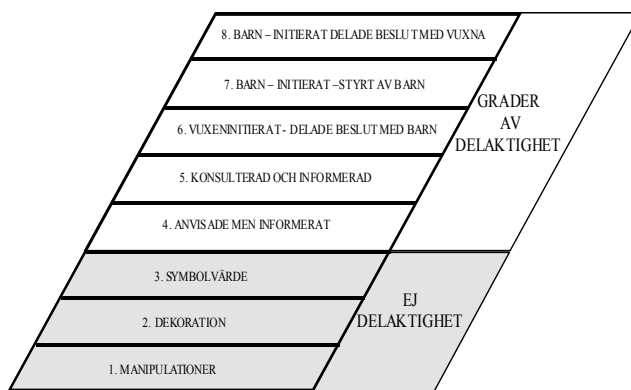 8. BARN – INITIERAT DELADE BESLUT MED VUXNA
7. BARN – INITIERAT –STYRT AV BARN
6. VUXENINITIERAT - DELADE BESLUT MED BARN
5. KONSULTERAD OCH INFORMERAD
4. ANVISADE MEN INFORMERAT
GRADER
AV
DELAKTIGHET
3. SYMBOLVÄRDE
2. DEKORATION
1. MANIPULATIONER
EJ
DELAKTIGHET